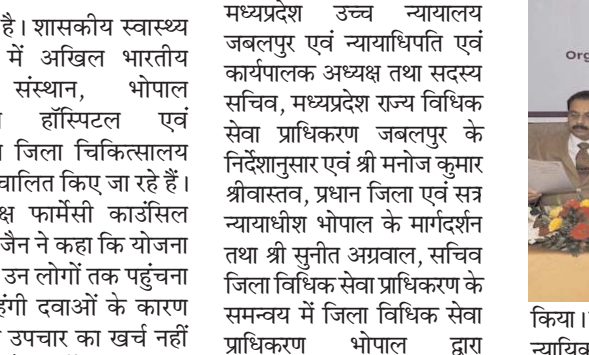 है। शासकीय स्वास्थ्य
में अखिल भारतीय
संस्थान, भोपाल
हॉस्पिटल एवं
जिला चिकित्सालय
किए जा रहे हैं।
फार्मेसी काउंसिल
जैन ने कहा कि योजना
उन लोगों तक पहुंचना
दवाओं के कारण
उपचार का खर्च नहीं
मध्यप्रदेश उच्च न्यायालय
जबलपुर एवं न्यायाधिपति एवं
कार्यपालक अध्यक्ष तथा सदस्य
सचिव, मध्यप्रदेश राज्य विधिक
सेवा प्राधिकरण जबलपुर के
निर्देशानुसार एवं श्री मनोज कुमार
श्रीवास्तव, प्रधान जिला एवं सत्र
न्यायाधीश भोपाल के मार्गदर्शन
तथा श्री सुनीत अग्रवाल, सचिव
जिला विधिक सेवा प्राधिकरण के
समन्वय में जिला विधिक सेवा
प्राधिकरण भोपाल द्वारा
Org
किया।